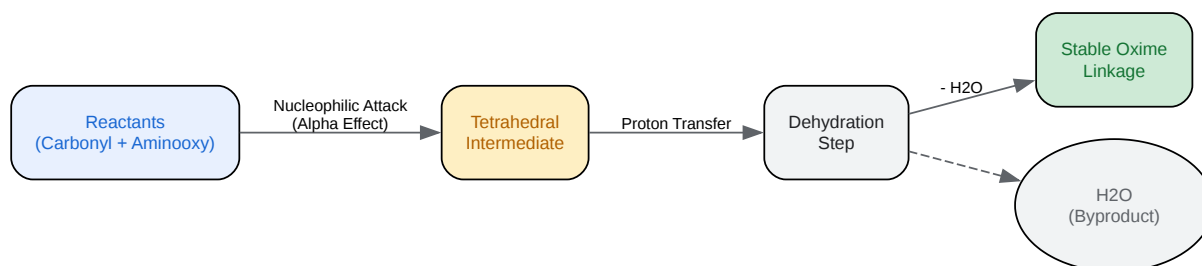 Reactants
(Carbonyl + Aminooxy)
Nucleophilic Attack
(Alpha Effect)
Tetrahedral
Intermediate
Proton Transfer
Dehydration
Step
- H2O
Stable Oxime
Linkage
H2O
(Byproduct)